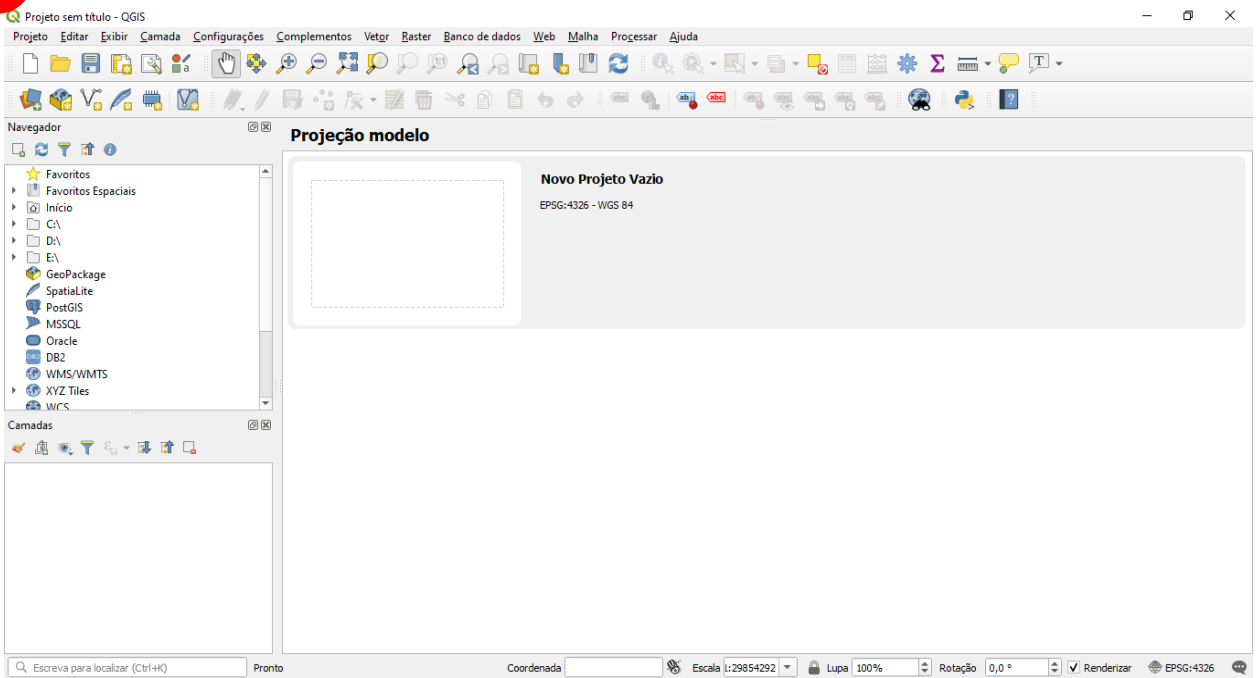 Projeto sem título - QGIS
Projeto Editar Exibir Camada Configurações Complementos Vetor Raster Banco de dados Web Malha Processar Ajuda
Navegador
Projeção modelo
Favoritos
Favoritos Espaciais
Início
C:\
D:\
E:\
GeoPackage
SpatiaLite
PostGIS
MSSQL
Oracle
DB2
WMS/WMTS
XYZ Tiles
WCS
Novo Projeto Vazio
EPSG:4326 - WGS 84
Camadas
Escreva para localizar (Ctrl+K) Pronto Coordenada Escala 1:29854292 Lupa 100% Rotação 0,0 ° Renderizar EPSG:4326